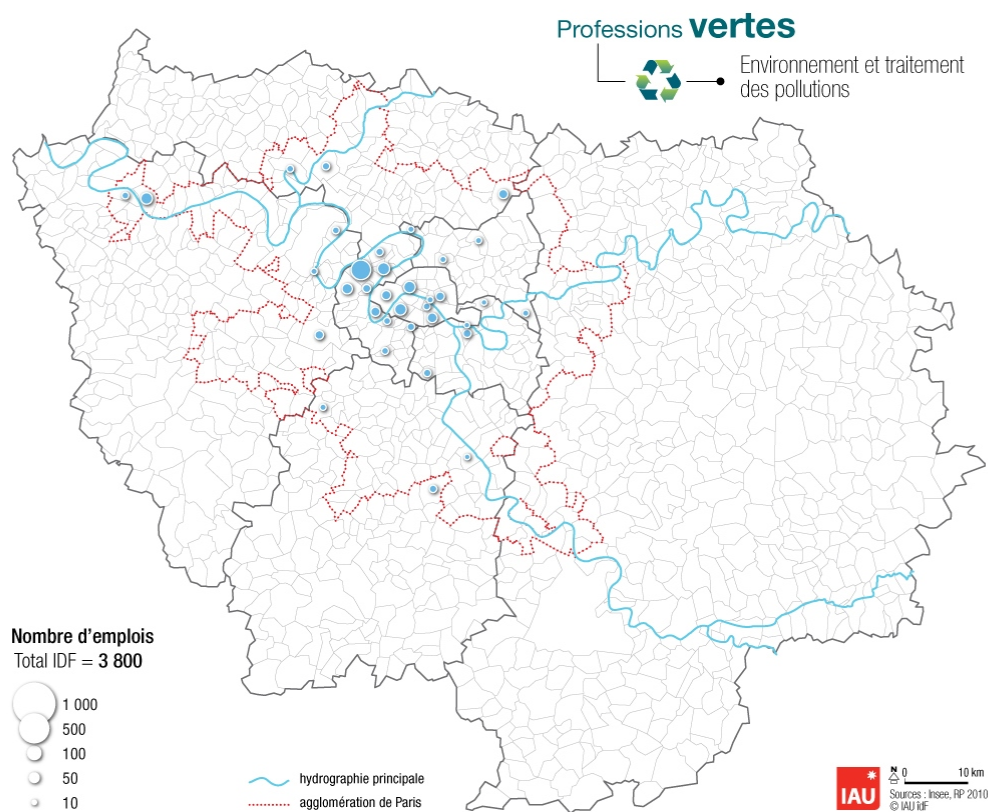 Professions vertes
Environnement et traitement
des pollutions
Nombre d'emplois
Total IDF = 3 800
1 000
500
100
50
10
hydrographie principale
agglomération de Paris
IAU
N
0 10 km
Sources : Insee, RP 2010
© IAU îdF